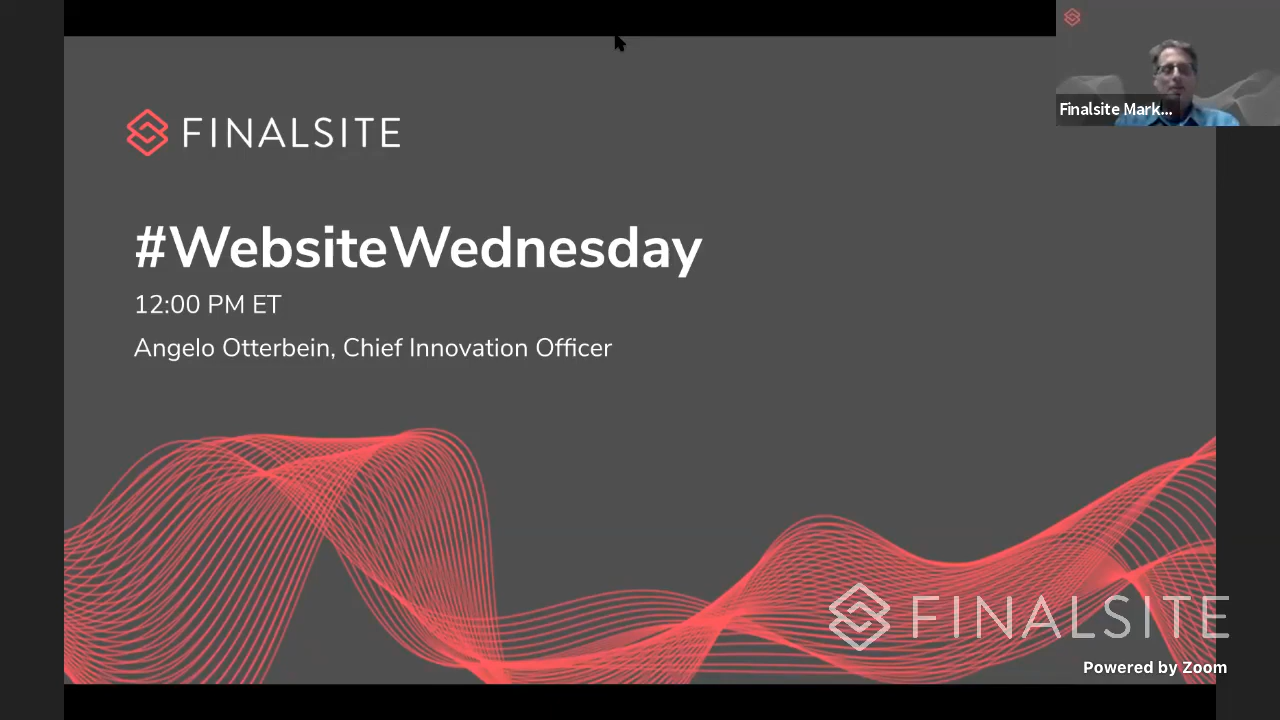 FINALSITE
#WebsiteWednesday
12:00 PM ET
Angelo Otterbein, Chief Innovation Officer
Finalsite Mark...
FINALSITE
Powered by Zoom